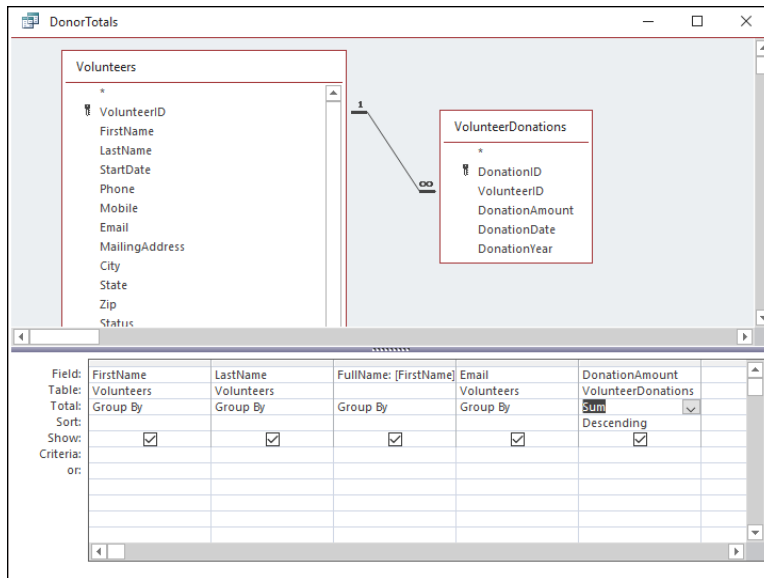 DonorTotals
Volunteers
*
VolunteerID
FirstName
LastName
StartDate
Phone
Mobile
Email
MailingAddress
City
State
Zip
Status
1
∞
VolunteerDonations
*
DonationID
VolunteerID
DonationAmount
DonationDate
DonationYear
Field: FirstName LastName FullName: [FirstName] Email DonationAmount
Table: Volunteers Volunteers Volunteers VolunteerDonations
Total: Group By Group By Group By Group By Sum
Sort: Descending
Show:
Criteria:
or: